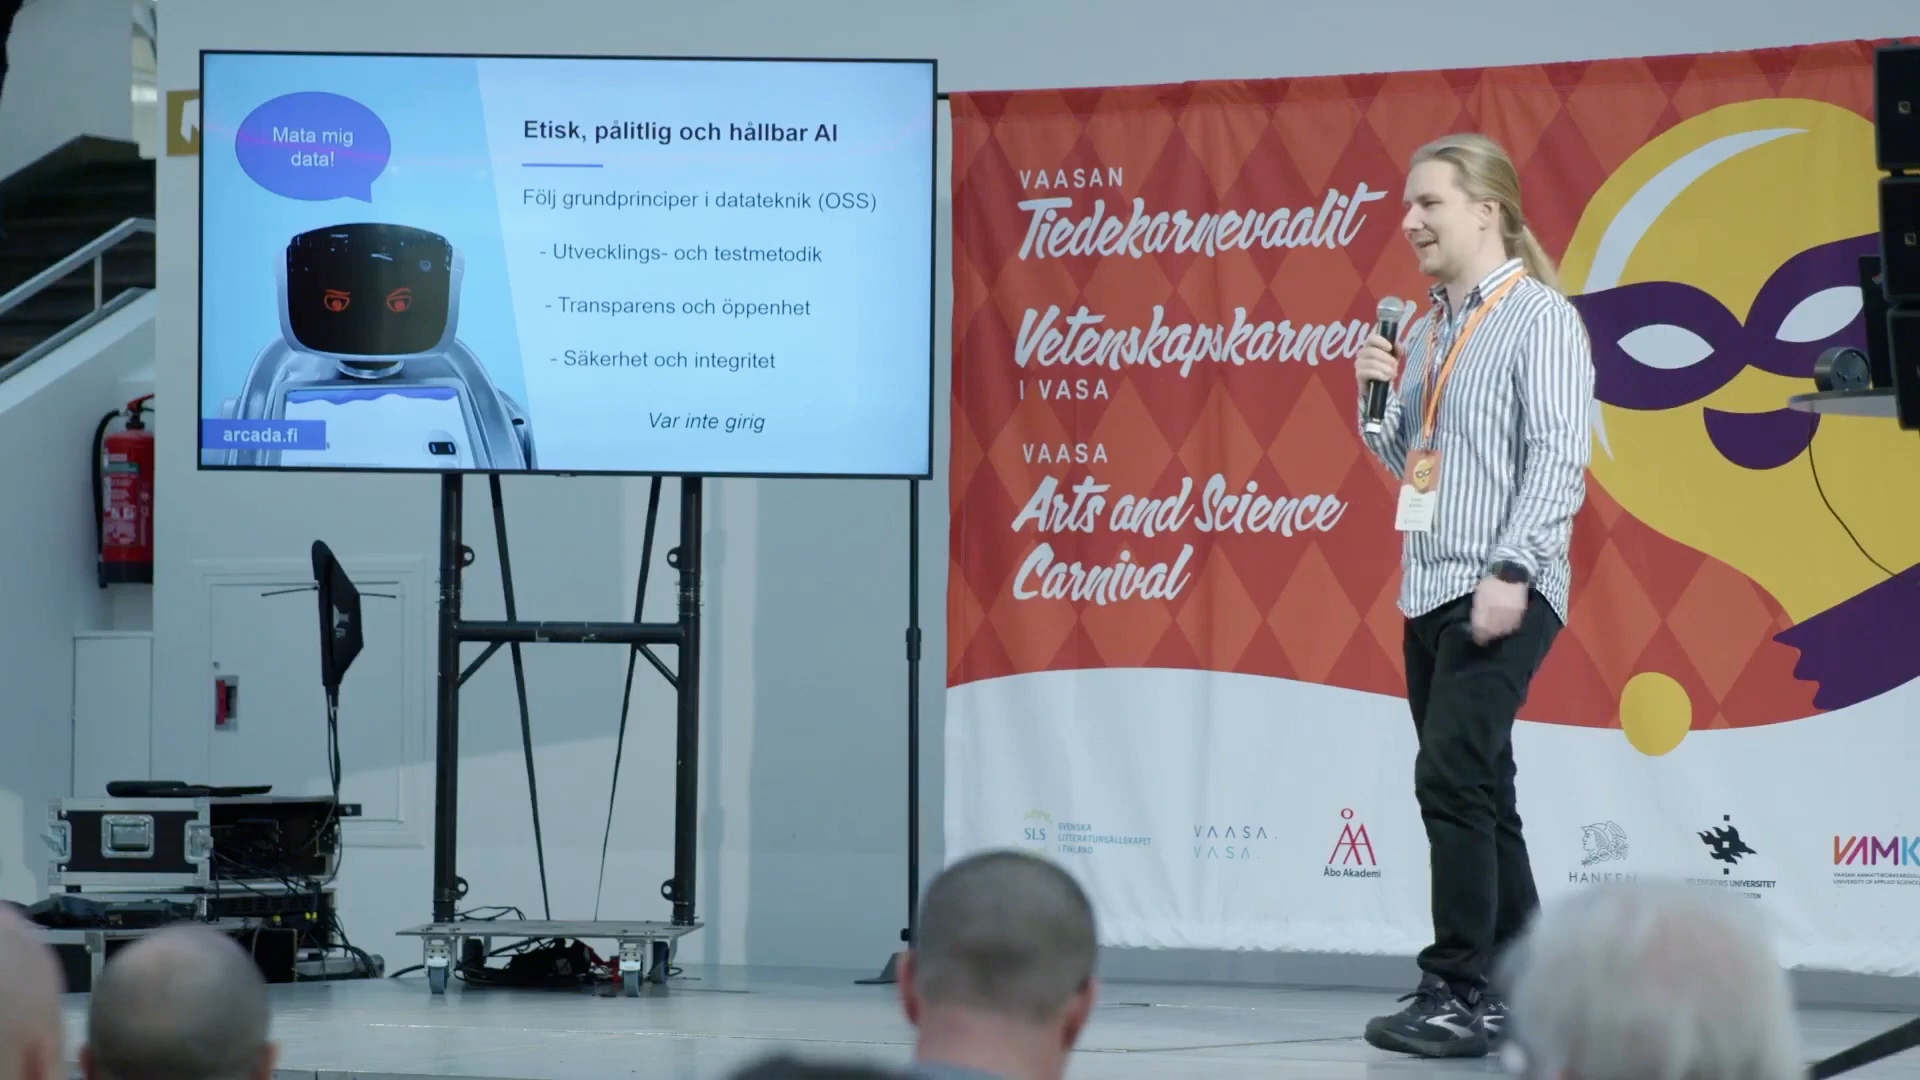 Mata mig
data!
Etisk, pålitlig och hållbar AI
Följ grundprinciper i datateknik (OSS)
- Utvecklings- och testmetodik
- Transparens och öppenhet
- Säkerhet och integritet
Var inte girig
arcada.fi
VAASAN
Tiedekarnevaalit
Vetenskapskarneva
I VASA
VAASA
Arts and Science
Carnival
SLS
SVENSKA
LITTERATURSÄLLSKAPET
I FINLAND
VAASA.
VASA.
Åbo Akademi
HANKEN
UNIVERSITET
VAMK